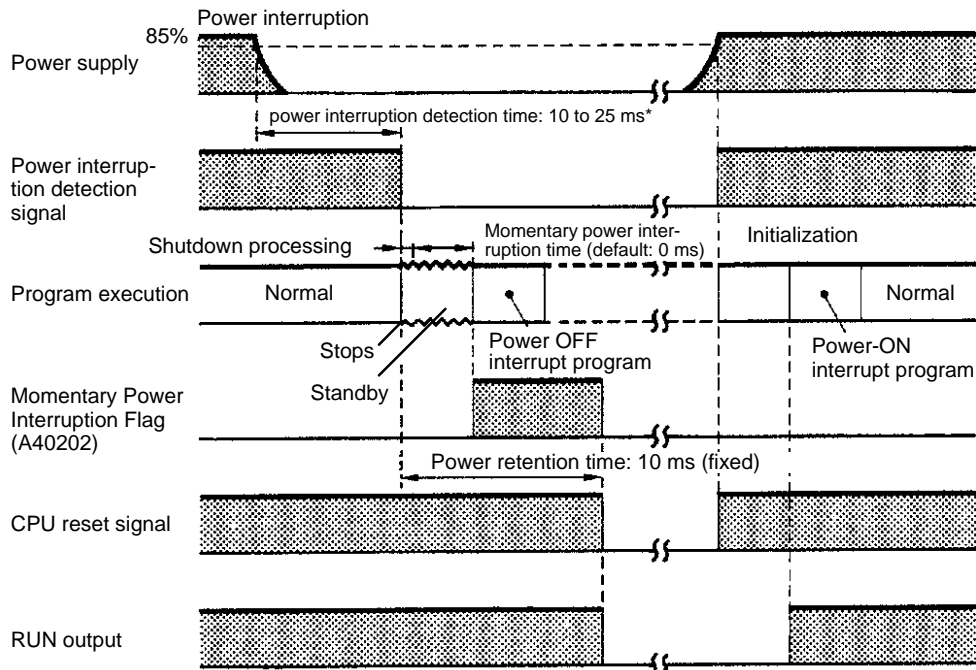 Power interruption
85%
Power supply
power interruption detection time: 10 to 25 ms*
Power interrup-
tion detection
signal
Shutdown processing
Momentary power inter-
ruption time (default: 0 ms)
Initialization
Program execution
Normal
Normal
Stops
Standby
Power OFF
interrupt program
Power-ON
interrupt program
Momentary Power
Interruption Flag
(A40202)
Power retention time: 10 ms (fixed)
CPU reset signal
RUN output